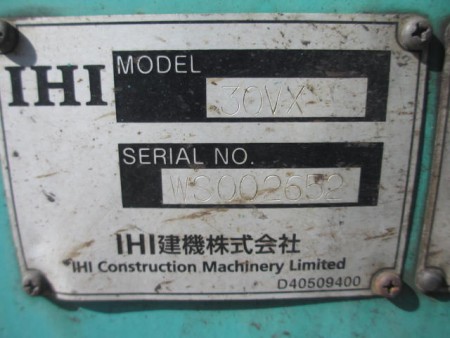 IHI
MODEL
30VX
SERIAL NO.
WS002652
IHI建機株式会社
IHI Construction Machinery Limited
D40509400